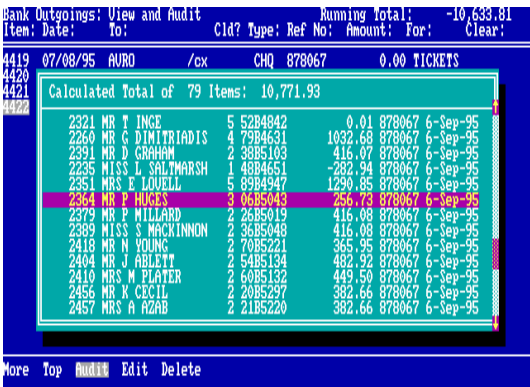 Bank Outgoings: View and Audit Running Total: -10,633.81
Item: Date: To: Cld? Type: Ref No: Amount: For: Clear:
4419 07/08/95 AURO /cx CHQ 878067 0.00 TICKETS
4420
4421
4422
Calculated Total of 79 Items: 10,771.93
2321 MR T INGE 5 52B4842 0.01 878067 6-Sep-95
2260 MR G DIMITRIADIS 4 79B4631 1032.68 878067 6-Sep-95
2391 MR D GRAHAM 2 38B5103 416.07 878067 6-Sep-95
2235 MISS L SALTMARSH 1 48B4651 -282.94 878067 6-Sep-95
2351 MRS E LOVELL 5 89B4947 1290.85 878067 6-Sep-95
2364 MR P HUGES 3 06B5043 256.73 878067 6-Sep-95
2379 MR P MILLARD 2 26B5019 416.08 878067 6-Sep-95
2389 MISS S MACKINNON 2 36B5048 416.08 878067 6-Sep-95
2418 MR N YOUNG 2 70B5221 365.95 878067 6-Sep-95
2404 MR J ABLETT 2 54B5134 482.92 878067 6-Sep-95
2410 MRS M PLATER 2 60B5132 449.50 878067 6-Sep-95
2456 MR K CECIL 2 20B5297 382.66 878067 6-Sep-95
2457 MRS A AZAB 2 21B5220 382.66 878067 6-Sep-95
More Top Audit Edit Delete